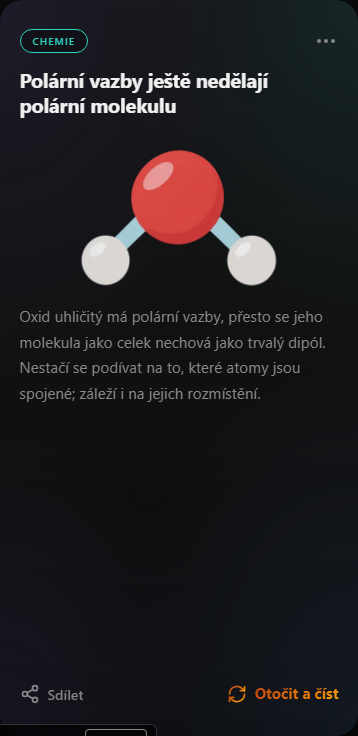 CHEMIE
Polární vazby ještě nedělají
polární molekulu
Oxid uhličitý má polární vazby, přesto se jeho
molekula jako celek nechová jako trvalý dipól.
Nestačí se podívat na to, které atomy jsou
spojené; záleží i na jejich rozmístění.
Sdílet
Otočit a číst